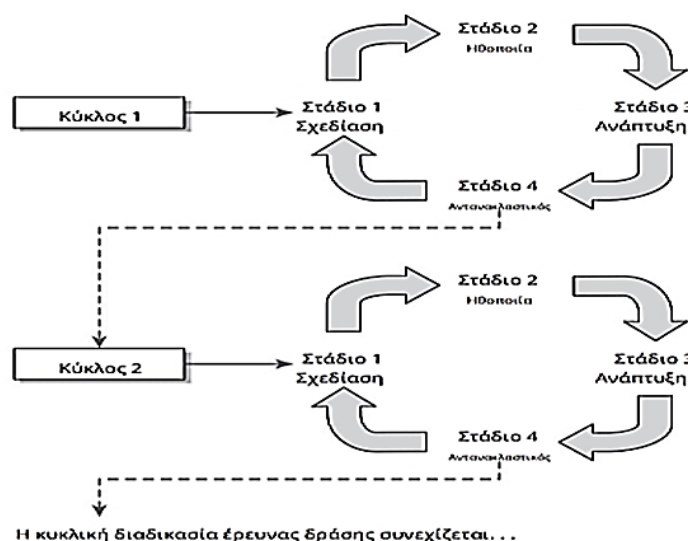 Στάδιο 2
Ηθοποιία
Κύκλος 1
Στάδιο 1
Σχεδίαση
Στάδιο 3
Ανάπτυξη
Στάδιο 4
Αντανακλαστικός
Στάδιο 2
Ηθοποιία
Κύκλος 2
Στάδιο 1
Σχεδίαση
Στάδιο 3
Ανάπτυξη
Στάδιο 4
Αντανακλαστικός
Η κυκλική διαδικασία έρευνας δράσης συνεχίζεται...